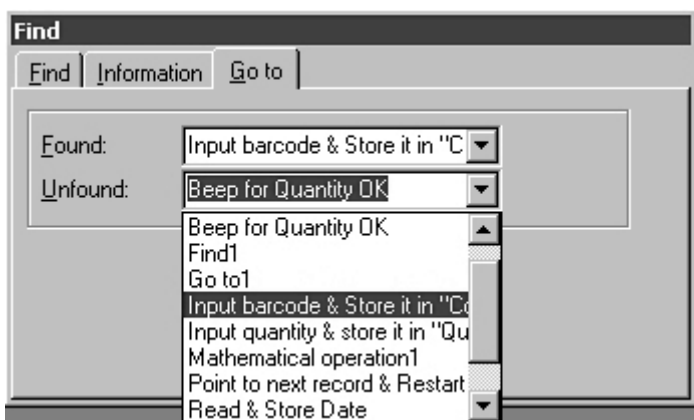 Find
Find Information Go to
Found: Input barcode & Store it in "C
Unfound: Beep for Quantity OK
Beep for Quantity OK
Find1
Go to1
Input barcode & Store it in "Co
Input quantity & store it in "Qu
Mathematical operation1
Point to next record & Restart
Read & Store Date